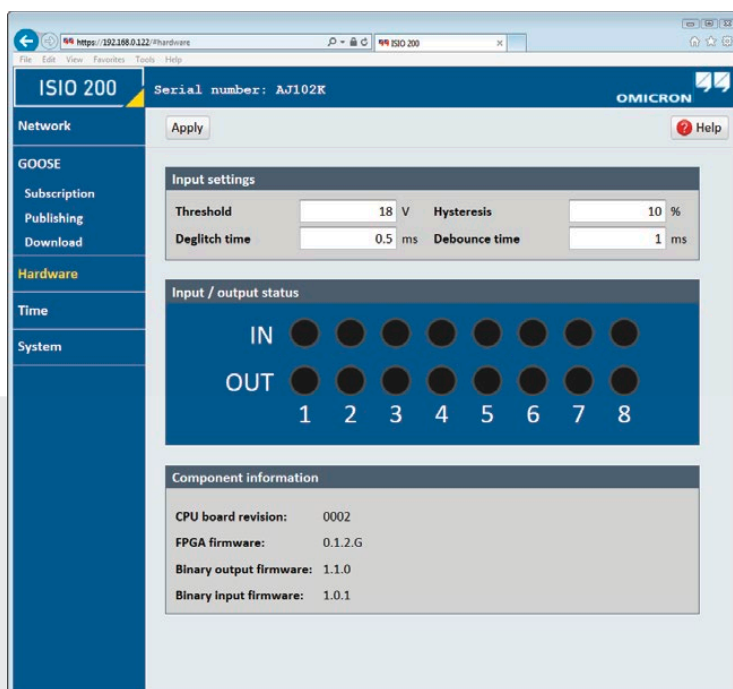 https://192.168.0.122/#hardware
ISIO 200
File Edit View Favorites Tools Help
ISIO 200
Serial number: AJ102K
OMICRON
Network
Apply
Help
GOOSE
Subscription
Publishing
Download
Hardware
Time
System
Input settings
Threshold 18 V Hysteresis 10 %
Deglitch time 0.5 ms Debounce time 1 ms
Input / output status
IN
OUT
1 2 3 4 5 6 7 8
Component information
CPU board revision: 0002
FPGA firmware: 0.1.2.G
Binary output firmware: 1.1.0
Binary input firmware: 1.0.1